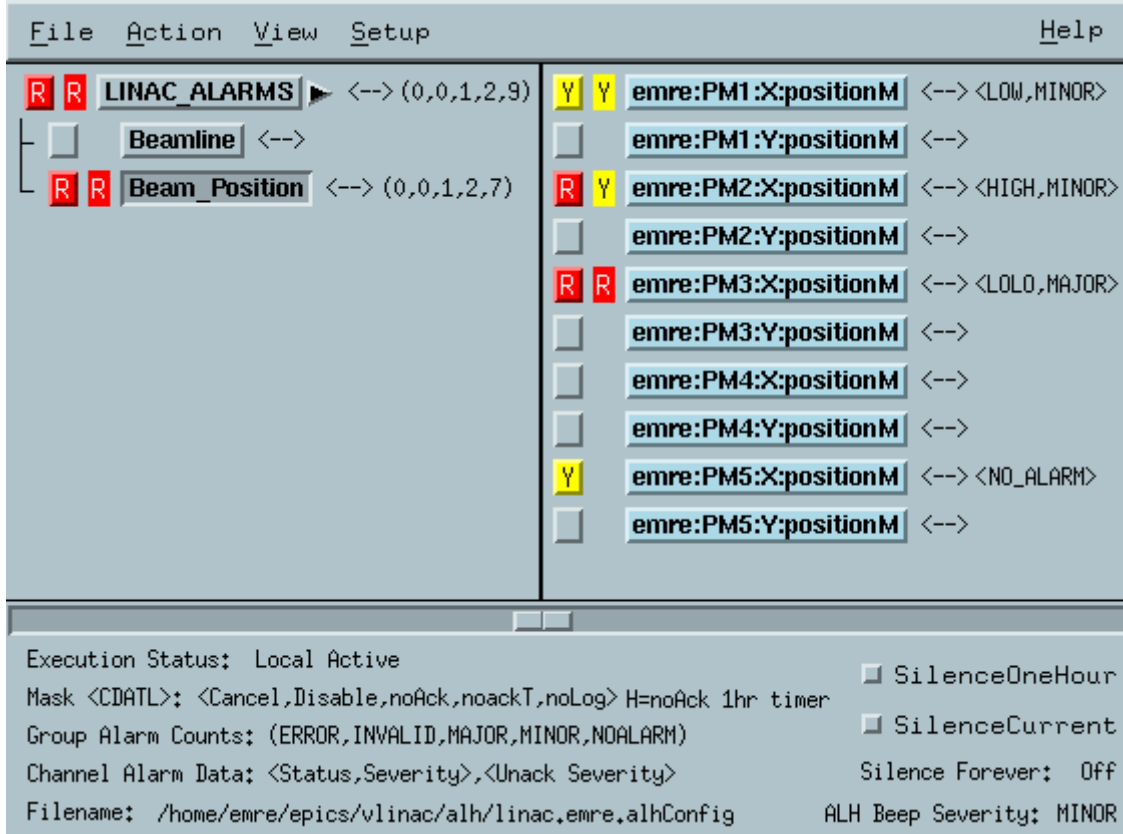 File Action View Setup Help
R R LINAC_ALARMS <--> (0,0,1,2,9)
Beamline <-->
R R Beam_Position <--> (0,0,1,2,7)
Y Y emre:PM1:X:positionM <--> <LOW,MINOR>
emre:PM1:Y:positionM <-->
R Y emre:PM2:X:positionM <--> <HIGH,MINOR>
emre:PM2:Y:positionM <-->
R R emre:PM3:X:positionM <--> <LOLO,MAJOR>
emre:PM3:Y:positionM <-->
emre:PM4:X:positionM <-->
emre:PM4:Y:positionM <-->
Y emre:PM5:X:positionM <--> <NO_ALARM>
emre:PM5:Y:positionM <-->
Execution Status: Local Active
Mask <CDATL>: <Cancel,Disable,noAck,noackT,noLog> H=noAck 1hr timer
Group Alarm Counts: (ERROR,INVALID,MAJOR,MINOR,NOALARM)
Channel Alarm Data: <Status,Severity>,<Unack Severity>
Filename: /home/emre/epics/vlinac/alh/linac.emre.alhConfig
SilenceOneHour
SilenceCurrent
Silence Forever: Off
ALH Beep Severity: MINOR